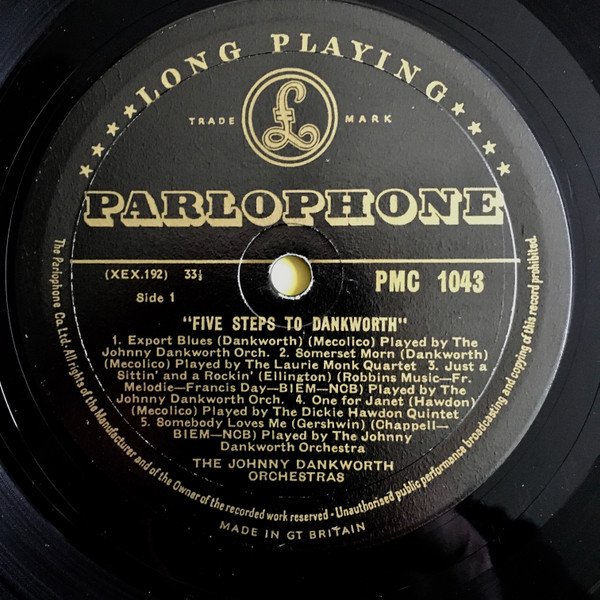 LONG PLAYING
TRADE MARK
£
PARLOPHONE
(XEX.192) 33⅓
PMC 1043
Side 1
"FIVE STEPS TO DANKWORTH"
1. Export Blues (Dankworth) (Mecolico) Played by The
Johnny Dankworth Orch. 2. Somerset Morn (Dankworth)
(Mecolico) Played by The Laurie Monk Quartet 3. Just a
Sittin' and a Rockin' (Ellington) (Robbins Music—Fr.
Melodie—Francis Day—BIEM—NCB) Played by The
Johnny Dankworth Orch. 4. One for Janet (Hawdon)
(Mecolico) Played by The Dickie Hawdon Quintet
5. Somebody Loves Me (Gershwin) (Chappell—
BIEM—NCB) Played by The Johnny
Dankworth Orchestra
THE JOHNNY DANKWORTH
ORCHESTRAS
The Parlophone Co. Ltd. All rights of the Manufacturer and of the Owner of the recorded work reserved - Unauthorised public performance broadcasting and copying of this record prohibited.
MADE IN GT BRITAIN